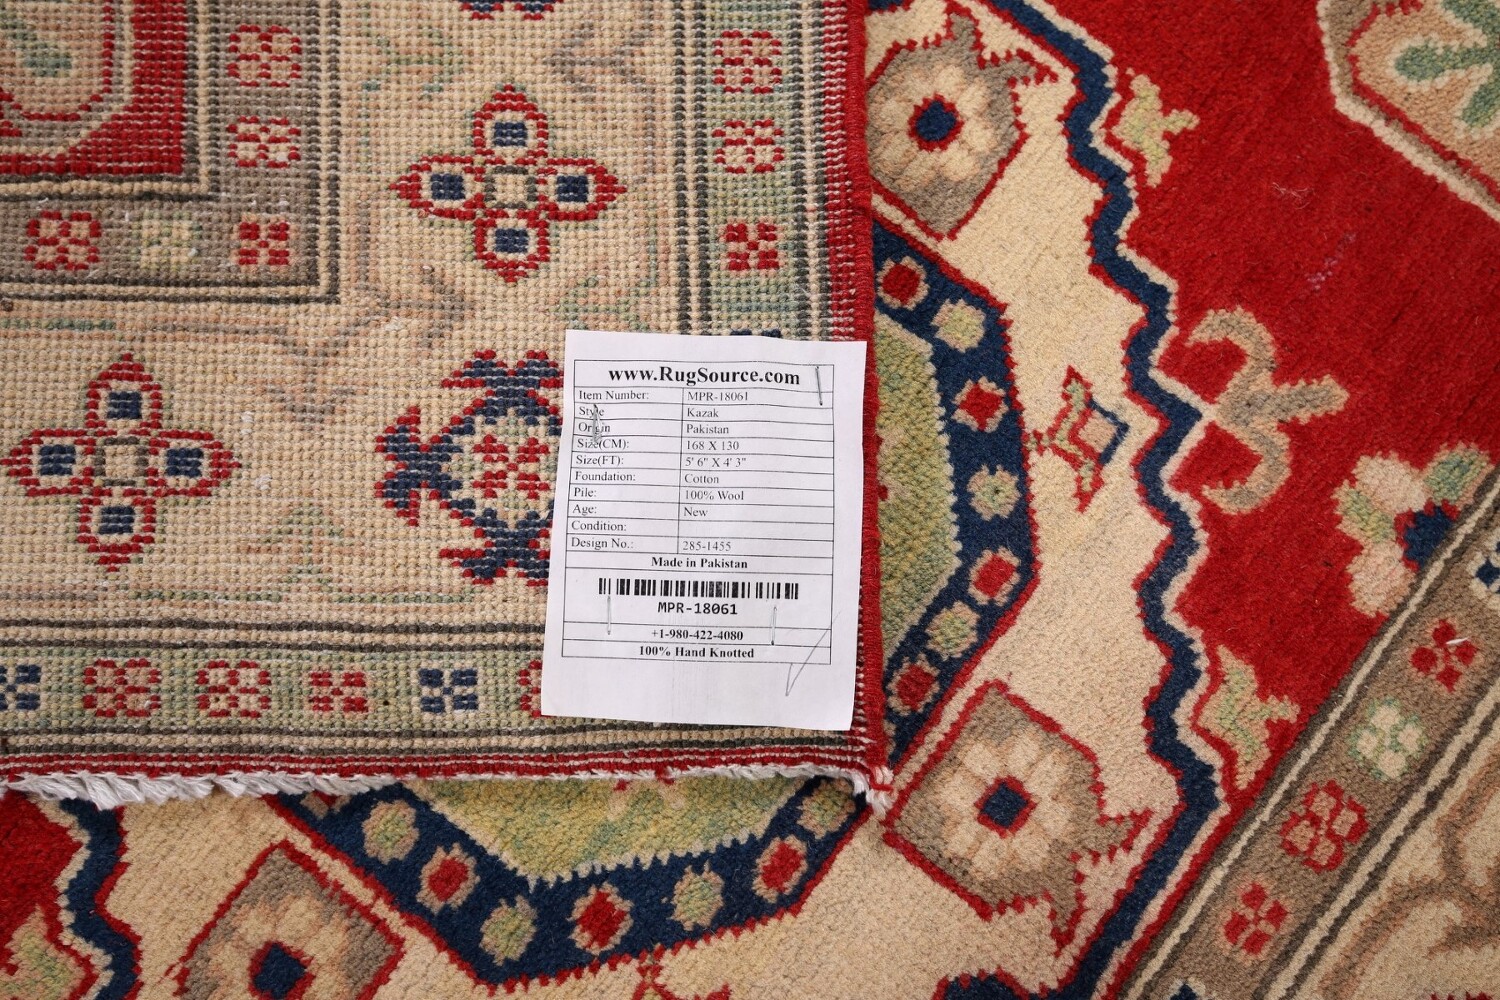 www.RugSource.com
Item Number: MPR-18061
Style Kazak
Origin Pakistan
Size(CM): 168 X 130
Size(FT): 5' 6" X 4' 3"
Foundation: Cotton
Pile: 100% Wool
Age: New
Condition:
Design No.: 285-1455
Made in Pakistan
MPR-18061
+1-980-422-4080
100% Hand Knotted